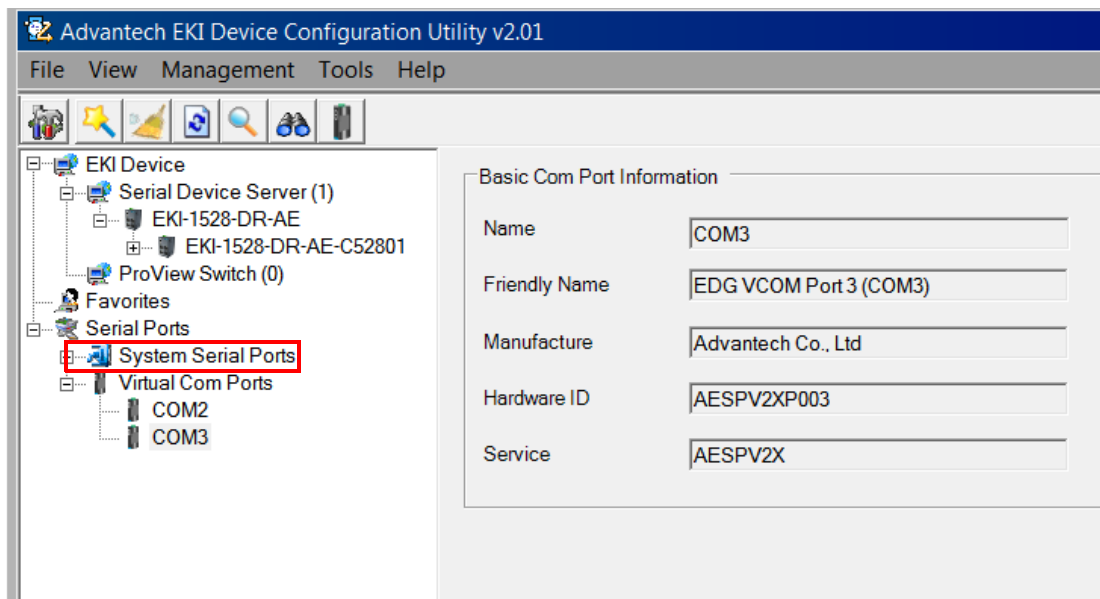 Advantech EKI Device Configuration Utility v2.01
File View Management Tools Help
EKI Device
Serial Device Server (1)
EKI-1528-DR-AE
EKI-1528-DR-AE-C52801
ProView Switch (0)
Favorites
Serial Ports
System Serial Ports
Virtual Com Ports
COM2
COM3
Basic Com Port Information
Name COM3
Friendly Name EDG VCOM Port 3 (COM3)
Manufacture Advantech Co., Ltd
Hardware ID AESPV2XP003
Service AESPV2X